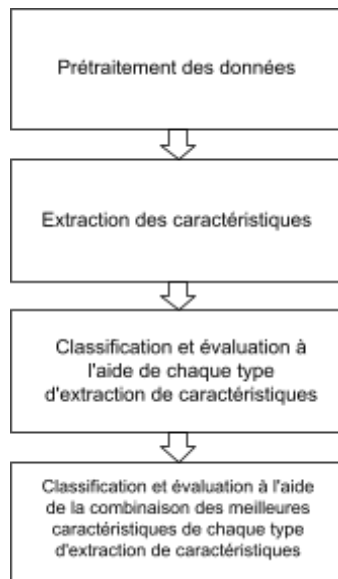 Prétraitement des données
Extraction des caractéristiques
Classification et évaluation à
l'aide de chaque type
d'extraction de caractéristiques
Classification et évaluation à l'aide
de la combinaison des meilleures
caractéristiques de chaque type
d'extraction de caractéristiques